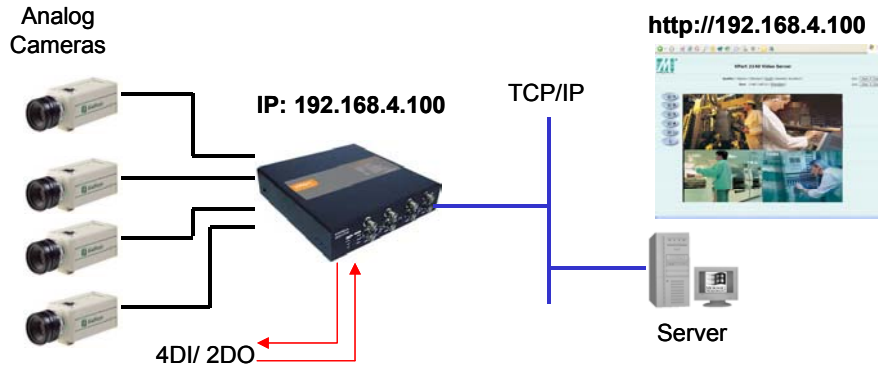 Analog
Cameras
http://192.168.4.100
IP: 192.168.4.100
TCP/IP
Server
4DI/ 2DO